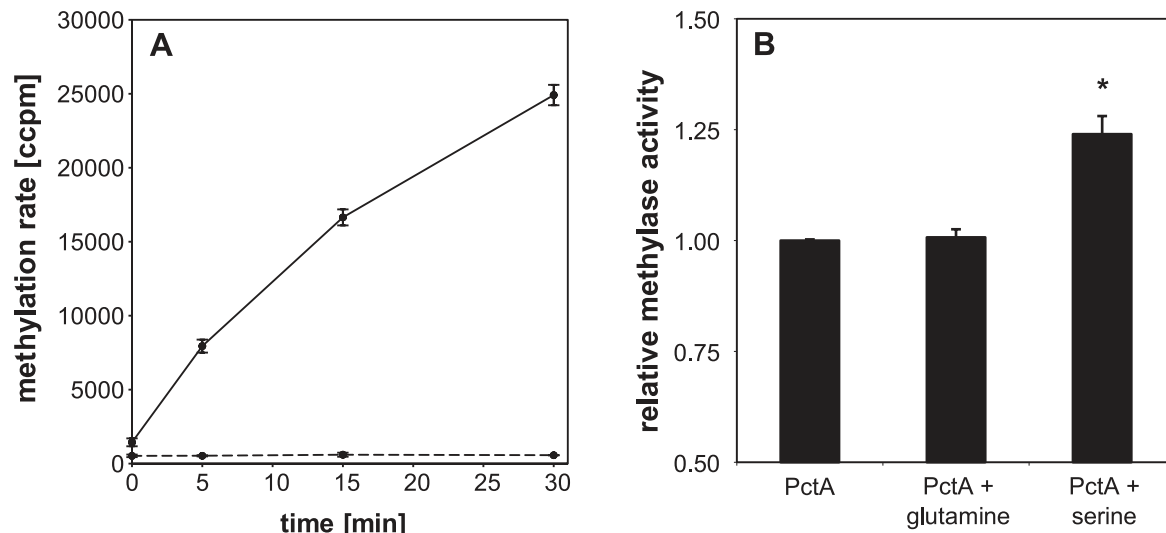 A
methylation rate [ccpm]
30000
25000
20000
15000
10000
5000
0
0 5 10 15 20 25 30
time [min]
B
relative methylase activity
1.50
1.25
1.00
0.75
0.50
*
PctA PctA + PctA +
glutamine serine